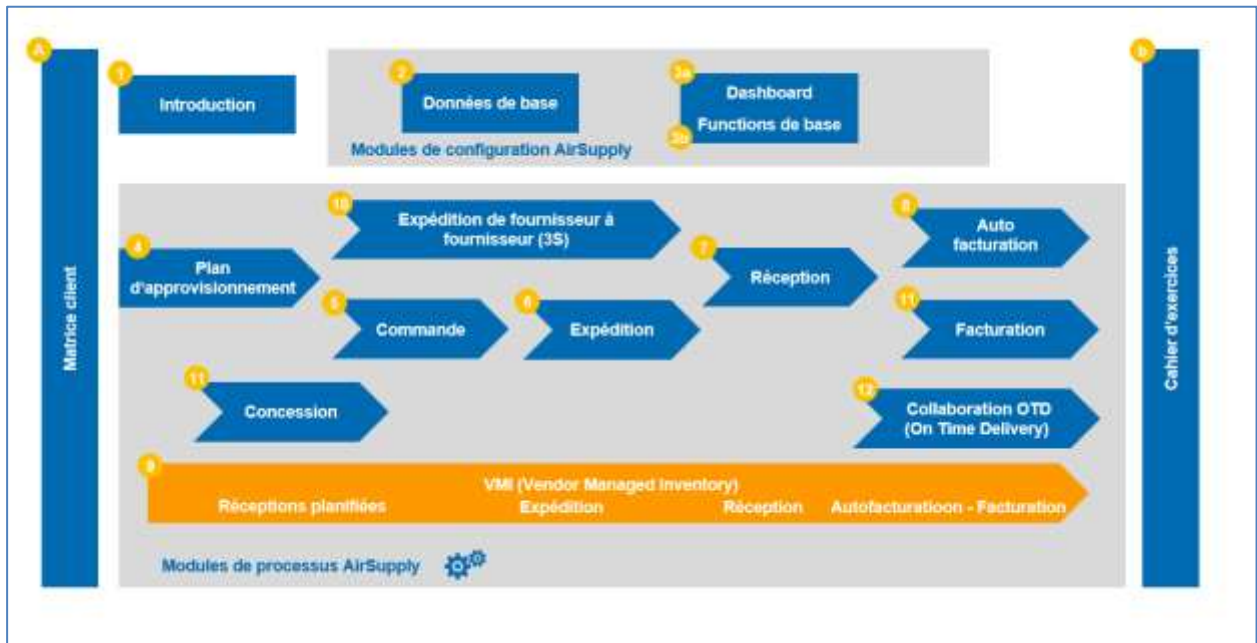 A
Matrice client
1
Introduction
2
Données de base
3a
Dashboard
3b
Functions de base
Modules de configuration AirSupply
b
Cahier d'exercices
10
Expédition de fournisseur à
fournisseur (3S)
4
Plan
d'approvisionnement
5
Commande
6
Expédition
7
Réception
8
Auto
facturation
11
Facturation
11
Concession
12
Collaboration OTD
(On Time Delivery)
9
VMI (Vendor Managed Inventory)
Réceptions planifiées Expédition Réception Autofacturatioon - Facturation
Modules de processus AirSupply